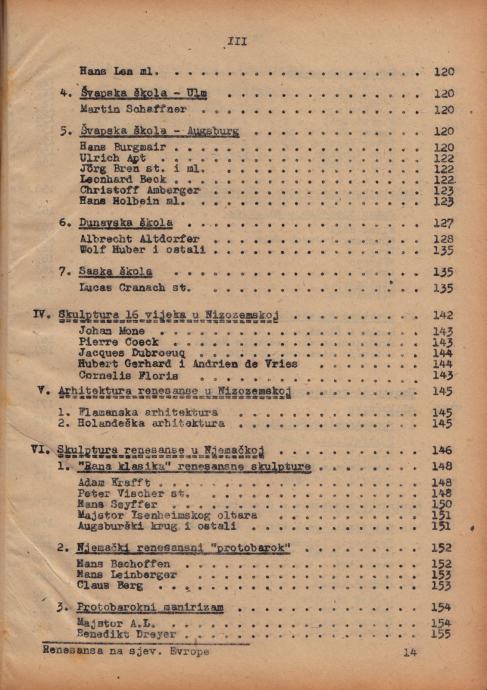 III
Hans Leu ml. . . . . . . . . . . . . . . . . . . 120
4. Švapska škola - Ulm . . . . . . . . . . . . . . 120
Martin Schaffner . . . . . . . . . . . . . . . . 120
5. Švapska škola - Augsburg . . . . . . . . . . . . 120
Hans Burgmair . . . . . . . . . . . . . . . . . 120
Ulrich Apt . . . . . . . . . . . . . . . . . . . 122
Jörg Breu st. i ml. . . . . . . . . . . . . . . . 122
Leonhard Beck . . . . . . . . . . . . . . . . . 122
Christoff Amberger . . . . . . . . . . . . . . . 123
Hans Holbein ml. . . . . . . . . . . . . . . . . 123
6. Dunavska škola . . . . . . . . . . . . . . . . 127
Albrecht Altdorfer . . . . . . . . . . . . . . . 128
Wolf Huber i ostali . . . . . . . . . . . . . . . 135
7. Saska škola . . . . . . . . . . . . . . . . . . 135
Lucas Cranach st. . . . . . . . . . . . . . . . . 135
IV. Skulptura 16 vijeka u Nizozemskoj . . . . . . . . 142
Johan Mone . . . . . . . . . . . . . . . . . . . 143
Pierre Coeck . . . . . . . . . . . . . . . . . . 143
Jacques Dubroeuq . . . . . . . . . . . . . . . . 144
Hubert Gerhard i Andrien de Vries . . . . . . . . 144
Cornelis Floris . . . . . . . . . . . . . . . . . 143
V. Arhitektura renesanse u Nizozemskoj . . . . . . . 145
1. Flamanska arhitektura . . . . . . . . . . . . . 145
2. Holandeška arhitektura . . . . . . . . . . . . 145
VI. Skulptura renesanse u Njemačkoj . . . . . . . . . 146
1. "Rana klasika" renesansne skulpture . . . . . . 148
Adam Krafft . . . . . . . . . . . . . . . . . . 148
Peter Vischer st. . . . . . . . . . . . . . . . . 148
Hans Seyffer . . . . . . . . . . . . . . . . . . 150
Majstor Isenheimskog oltara . . . . . . . . . . . 151
Augsburški krug i ostali . . . . . . . . . . . . 151
2. Njemački renesansni "protobarok" . . . . . . . . 152
Hans Bachoffen . . . . . . . . . . . . . . . . . 152
Hans Leinberger . . . . . . . . . . . . . . . . 153
Claus Berg . . . . . . . . . . . . . . . . . . . 153
3. Protobarokni manirizam . . . . . . . . . . . . 154
Majstor A.L. . . . . . . . . . . . . . . . . . . 154
Benedikt Dreyer . . . . . . . . . . . . . . . . 155
Renesansa na sjev. Evrope 14